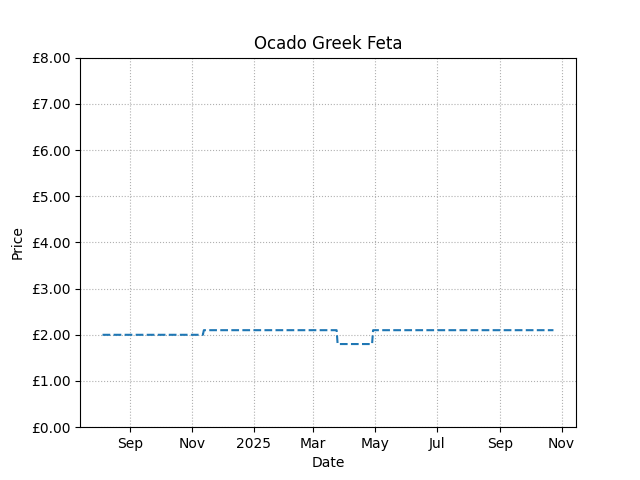 Ocado Greek Feta
£8.00
£7.00
£6.00
£5.00
£4.00
£3.00
£2.00
£1.00
£0.00
Price
Sep Nov 2025 Mar May Jul Sep Nov
Date